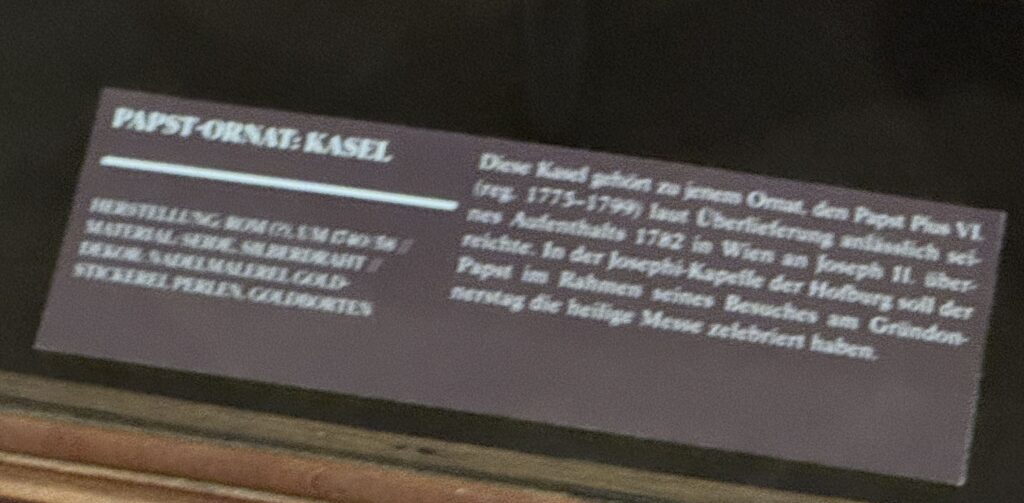 PAPST-ORNAT: KASEL
HERSTELLUNG: ROM (?), UM
MATERIAL: SEIDE, SILBERDRAHT //
DEKOR: NADELMALEREI, GOLD-
STICKEREI, PERLEN, GOLDBORTEN
Diese Kasel gehört zu jenem Ornat, den Papst Pius VI.
(reg. 1775–1799) laut Überlieferung anlässlich sei-
nes Aufenthalts 1782 in Wien an Joseph II. über-
reichte. In der Josephi-Kapelle der Hofburg soll der
Papst im Rahmen seines Besuches am Gründon-
nerstag die heilige Messe zelebriert haben.